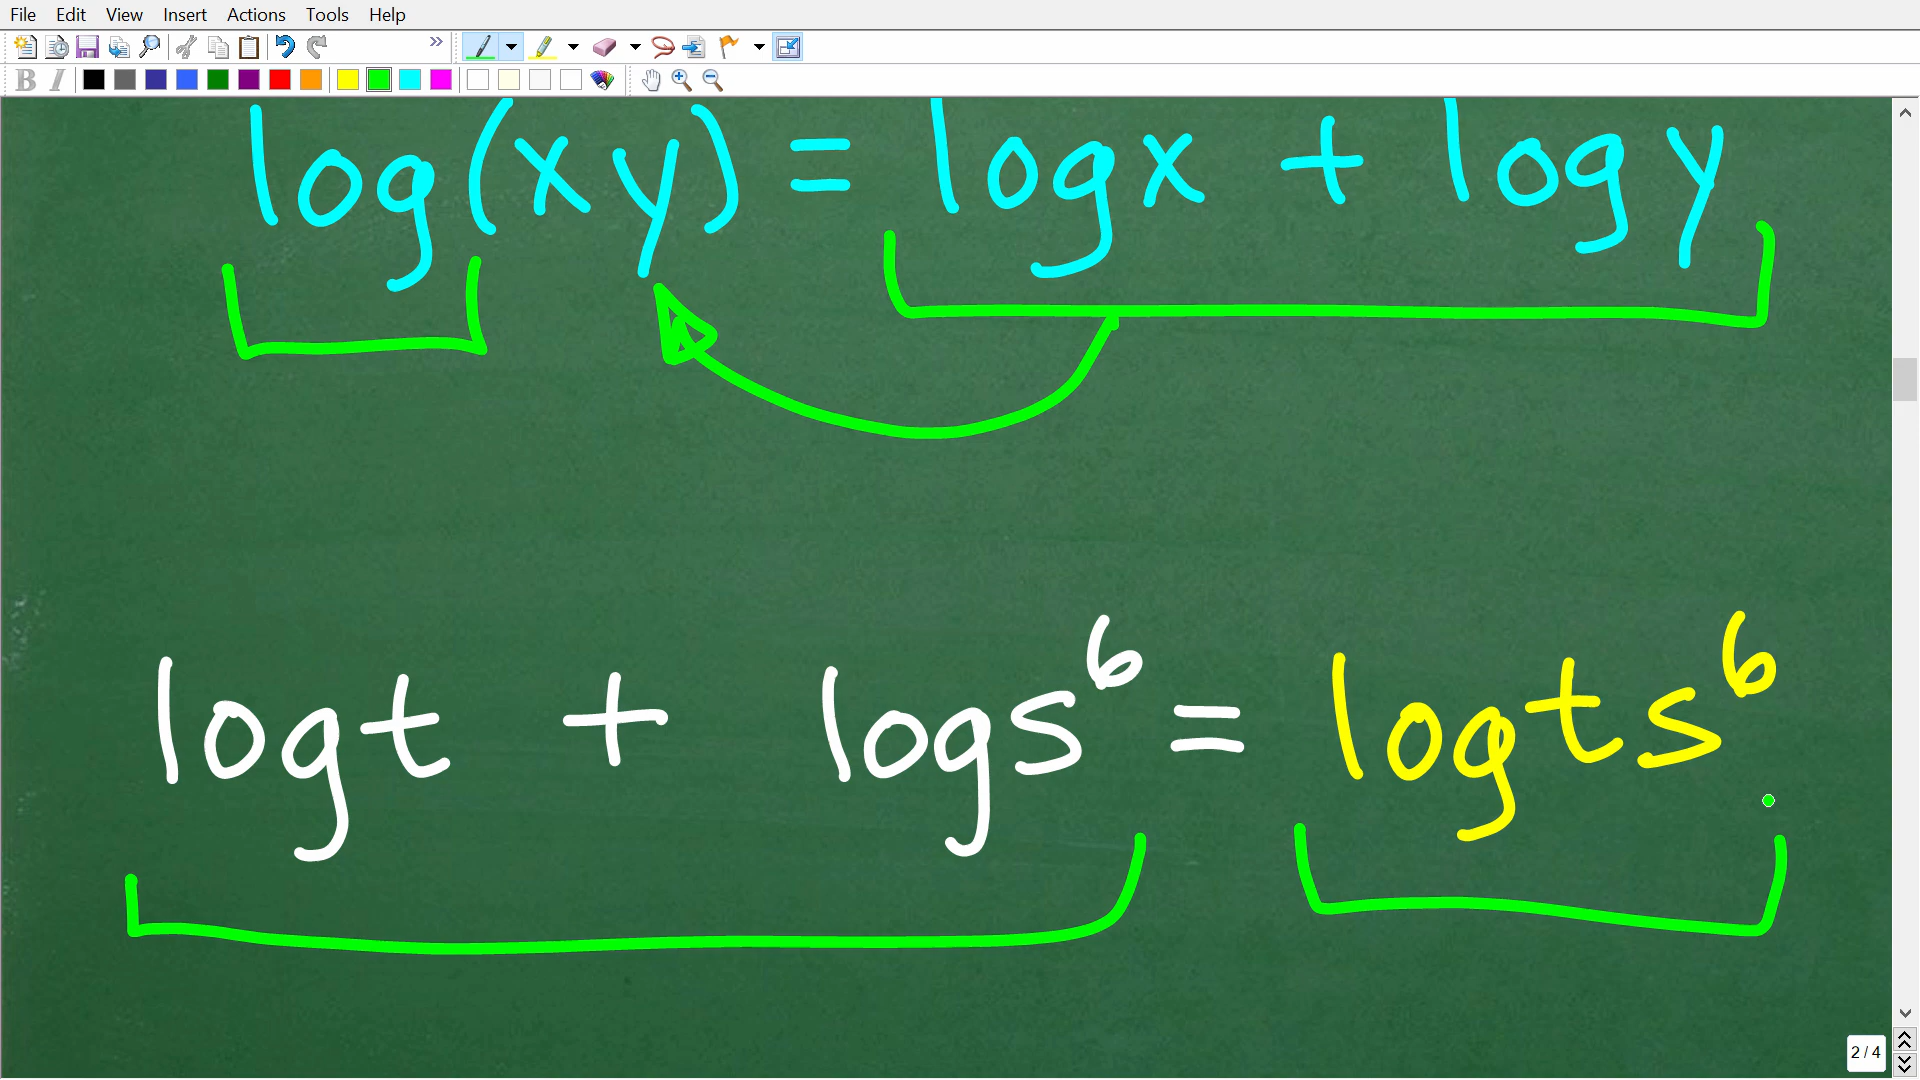 File Edit View Insert Actions Tools Help
B I
log(xy) = logx + logy
logt + logs⁶ = logts⁶
2 / 4